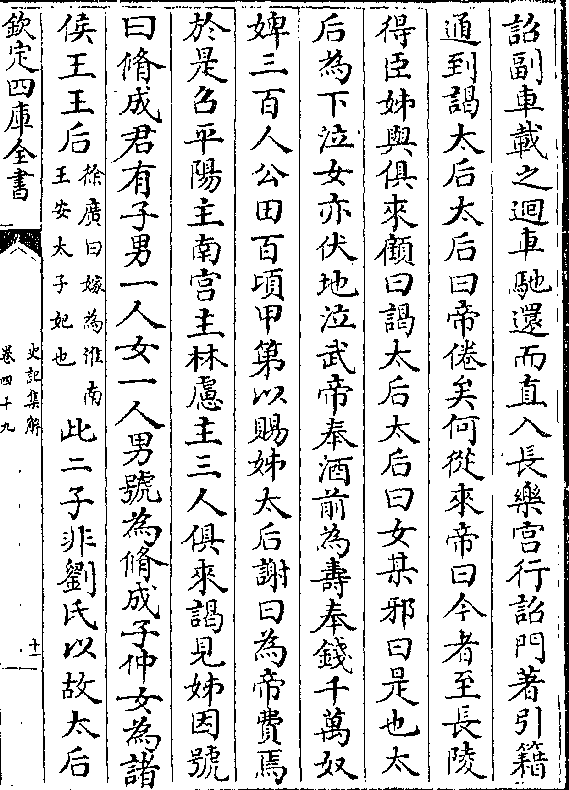 詔副車載之迴車馳還而直入長樂宫行詔門著引籍
通到謁太后太后曰帝倦矣何從來帝曰今者至長陵
得臣姊與俱來顧曰謁太后太后曰女某邪曰是也太
后為下泣女亦伏地泣武帝奉酒前為壽奉錢千萬奴
婢三百人公田百頃甲第以賜姊太后謝曰為帝費焉
於是召平陽主南宫主林慮主三人俱來謁見姊因號
曰脩成君有子男一人女一人男號為脩成子仲女為諸
侯王王后徐廣曰嫁為淮南王安太子妃也此二子非劉氏以故太后
欽定四庫全書
史記集解
卷四十九
十一